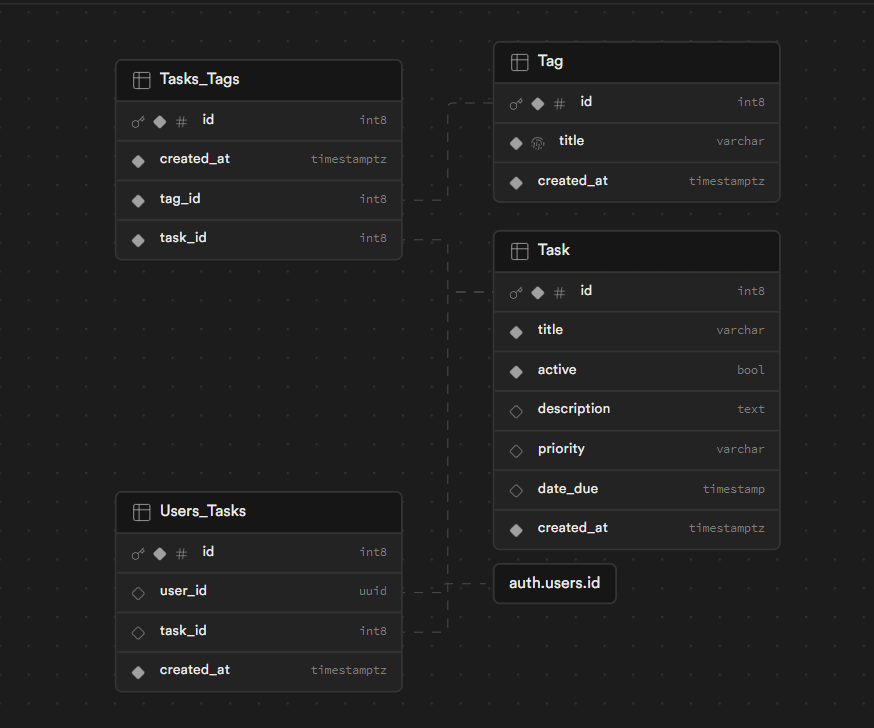 Tasks_Tags
id int8
created_at timestamptz
tag_id int8
task_id int8
Tag
id int8
title varchar
created_at timestamptz
Task
id int8
title varchar
active bool
description text
priority varchar
date_due timestamp
created_at timestamptz
Users_Tasks
id int8
user_id uuid
task_id int8
created_at timestamptz
auth.users.id